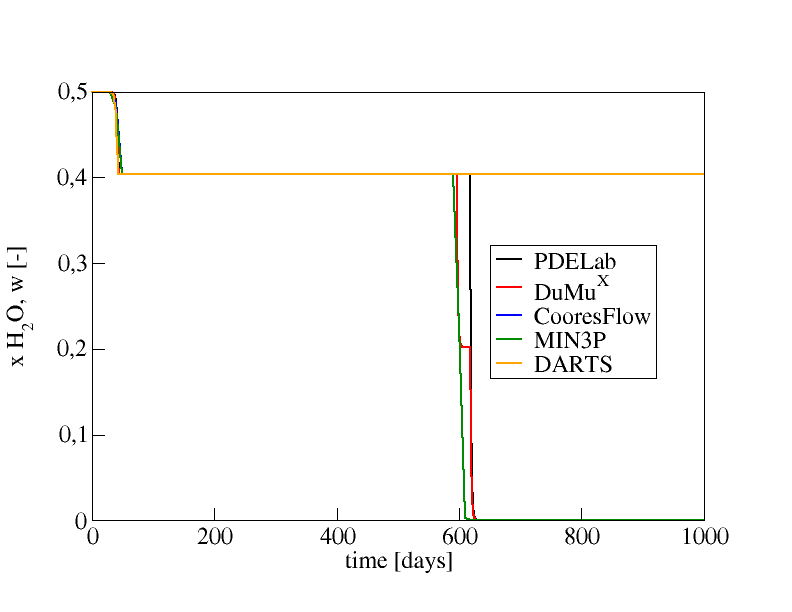 0,5
0,4
0,3
0,2
0,1
0
x H₂O, w [-]
PDELab
DuMuˣ
CooresFlow
MIN3P
DARTS
0 200 400 600 800 1000
time [days]